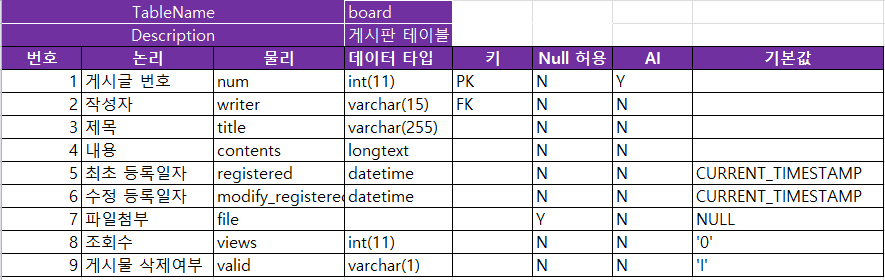 TableName board
Description 게시판 테이블
번호 논리 물리 데이터 타입 키 Null 허용 AI 기본값
1 게시글 번호 num int(11) PK N Y
2 작성자 writer varchar(15) FK N N
3 제목 title varchar(255) N N
4 내용 contents longtext N N
5 최초 등록일자 registered datetime N N CURRENT_TIMESTAMP
6 수정 등록일자 modify_registered datetime N N CURRENT_TIMESTAMP
7 파일첨부 file Y N NULL
8 조회수 views int(11) N N '0'
9 게시물 삭제여부 valid varchar(1) N N 'I'